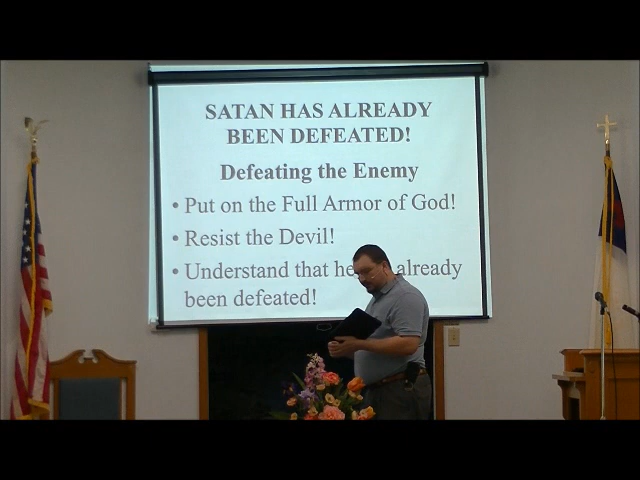 SATAN HAS ALREADY
BEEN DEFEATED!
Defeating the Enemy
• Put on the Full Armor of God!
• Resist the Devil!
• Understand that he already
been defeated!